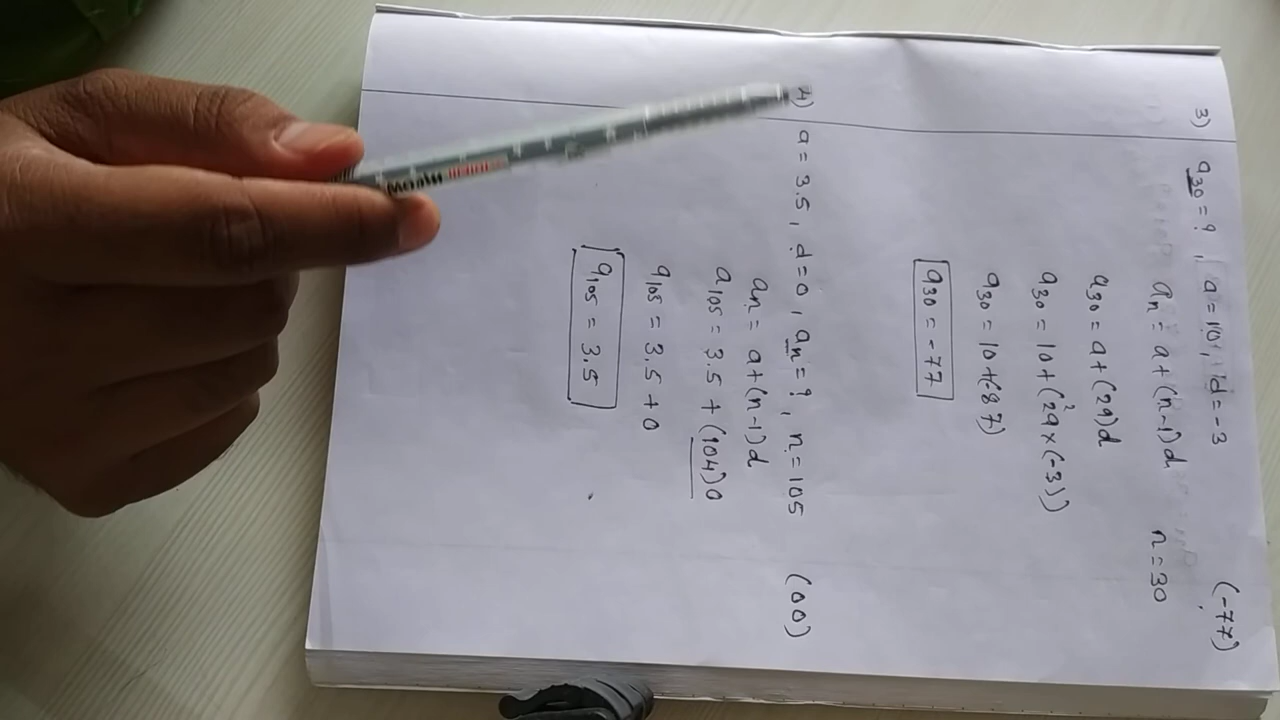 3) a30 = ? , a = 10 , d = -3 (-77)
an = a + (n-1)d n = 30
a30 = a + (29)d
a30 = 10 + (29 × (-3))
a30 = 10 + (-87)
a30 = -77
4) a = 3.5 , d = 0 , an = ? , n = 105 (00)
an = a + (n-1)d
a105 = 3.5 + (104)0
a105 = 3.5 + 0
a105 = 3.5